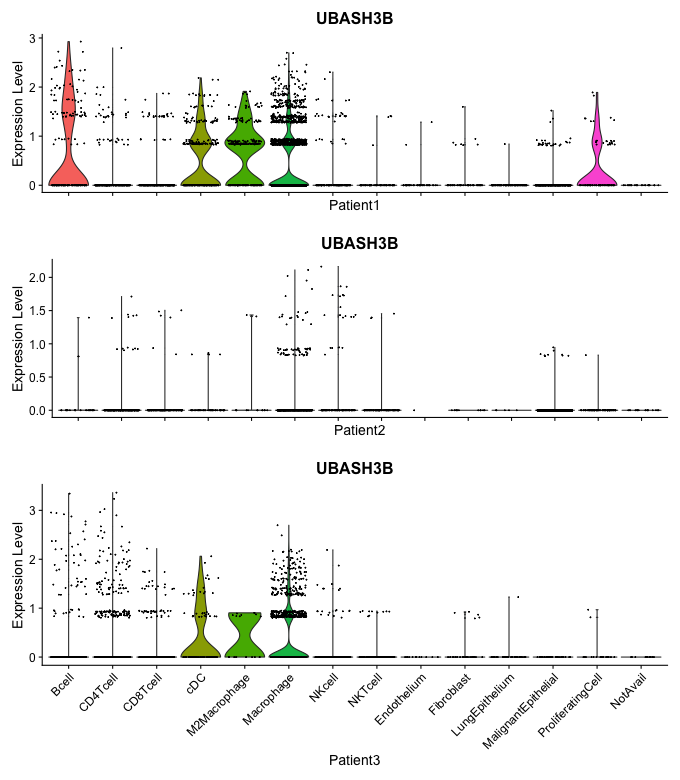 UBASH3B
Expression Level
3
2
1
0
Patient1
UBASH3B
Expression Level
2.0
1.5
1.0
0.5
0.0
Patient2
UBASH3B
Expression Level
3
2
1
0
Bcell
CD4Tcell
CD8Tcell
cDC
M2Macrophage
Macrophage
NKcell
NKTcell
Endothelium
Fibroblast
LungEpithelium
MalignantEpithelial
ProliferatingCell
NotAvail
Patient3